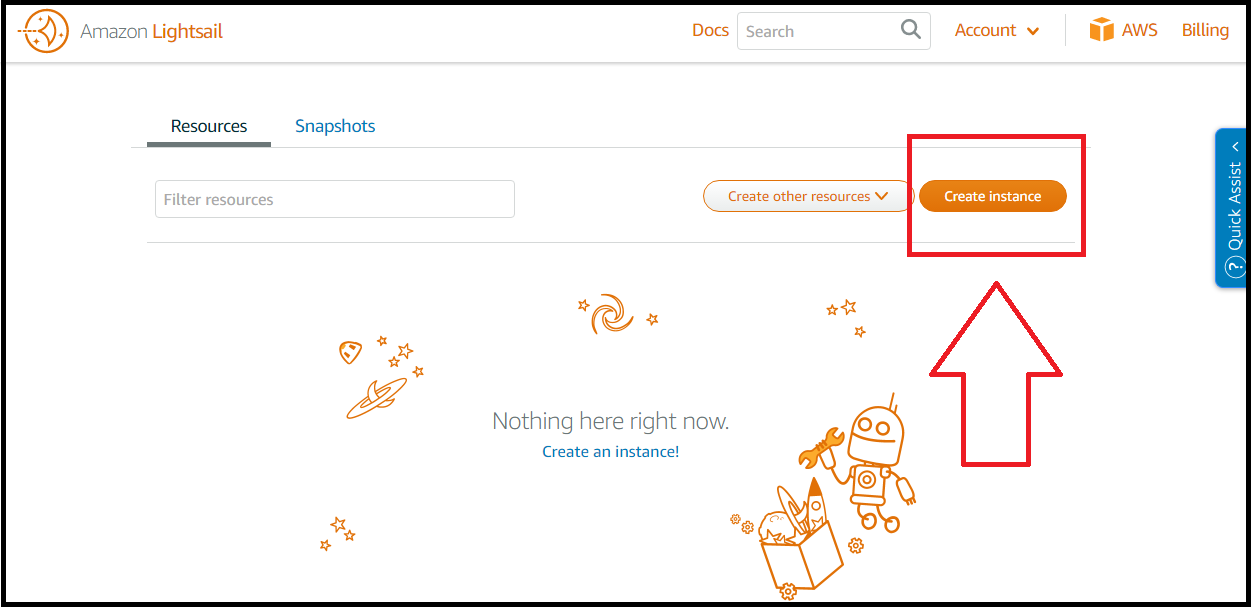 Amazon Lightsail
Docs
Search
Account
AWS
Billing
Resources
Snapshots
Filter resources
Create other resources
Create instance
Quick Assist
?
Nothing here right now.
Create an instance!